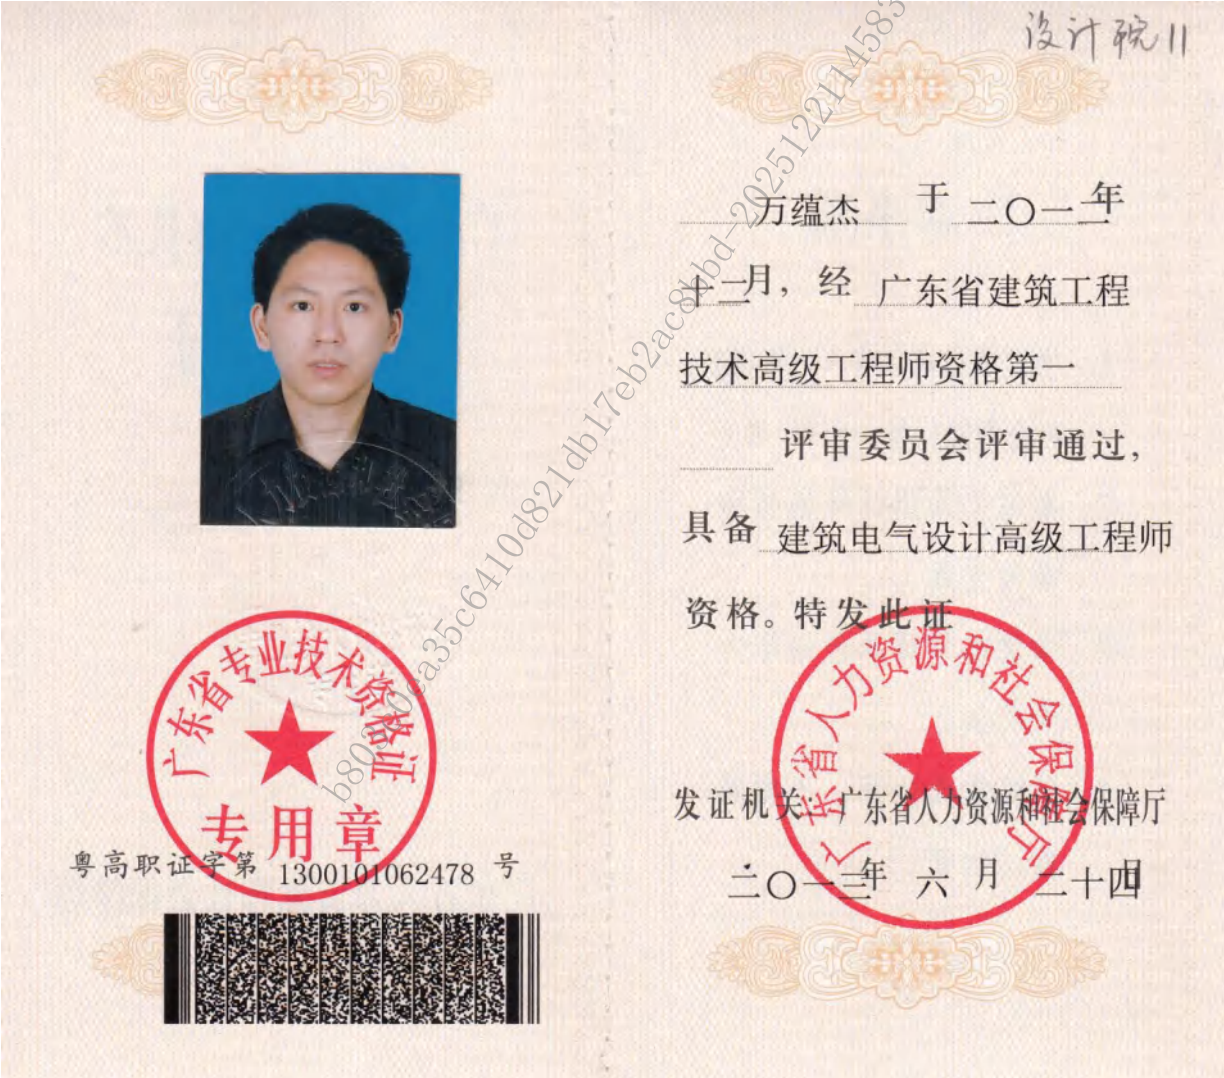 广东省专业技术资格证
专用章
粤高职证字第 1300101062478 号
设计院11
万蕴杰 于 二〇一二年
十二月，经 广东省建筑工程
技术高级工程师资格第一
评审委员会评审通过，
具备 建筑电气设计高级工程师
资格。特发此证
广东省人力资源和社会保障厅
发证机关：广东省人力资源和社会保障厅
二〇一三年 六 月 二十四日